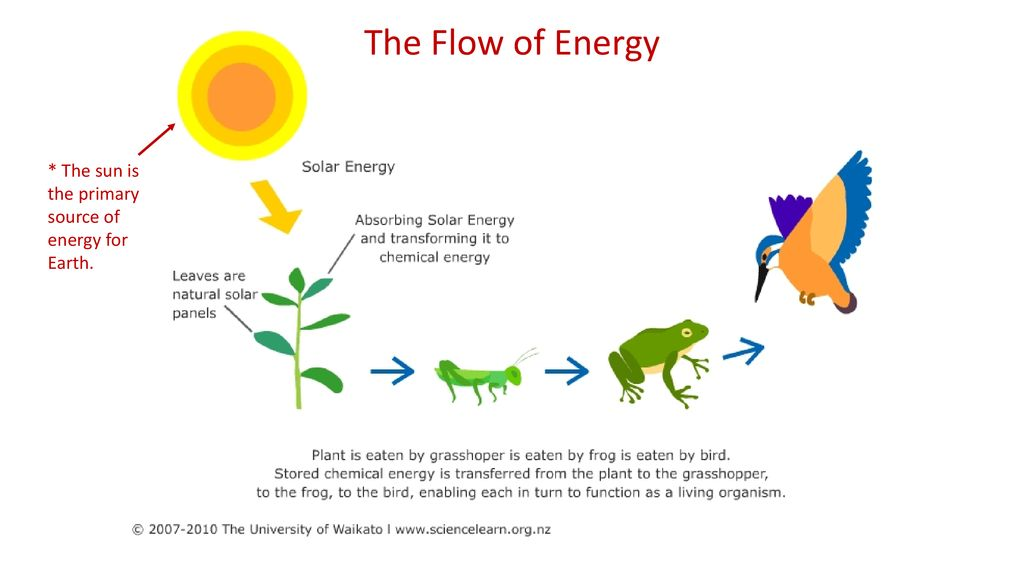 The Flow of Energy
* The sun is
the primary
source of
energy for
Earth.
Solar Energy
Absorbing Solar Energy
and transforming it to
chemical energy
Leaves are
natural solar
panels
Plant is eaten by grasshoper is eaten by frog is eaten by bird.
Stored chemical energy is transferred from the plant to the grasshopper,
to the frog, to the bird, enabling each in turn to function as a living organism.
© 2007-2010 The University of Waikato l www.sciencelearn.org.nz